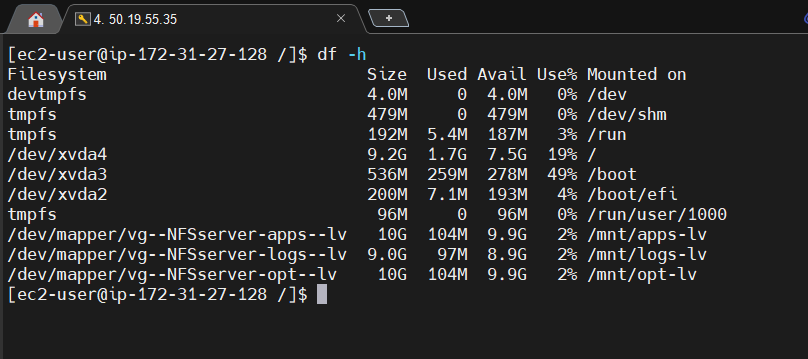 4. 50.19.55.35
[ec2-user@ip-172-31-27-128 /]$ df -h
Filesystem                          Size  Used Avail Use% Mounted on
devtmpfs                            4.0M     0  4.0M   0% /dev
tmpfs                               479M     0  479M   0% /dev/shm
tmpfs                               192M  5.4M  187M   3% /run
/dev/xvda4                          9.2G  1.7G  7.5G  19% /
/dev/xvda3                          536M  259M  278M  49% /boot
/dev/xvda2                          200M  7.1M  193M   4% /boot/efi
tmpfs                                96M     0   96M   0% /run/user/1000
/dev/mapper/vg--NFSserver-apps--lv   10G  104M  9.9G   2% /mnt/apps-lv
/dev/mapper/vg--NFSserver-logs--lv  9.0G   97M  8.9G   2% /mnt/logs-lv
/dev/mapper/vg--NFSserver-opt--lv    10G  104M  9.9G   2% /mnt/opt-lv
[ec2-user@ip-172-31-27-128 /]$